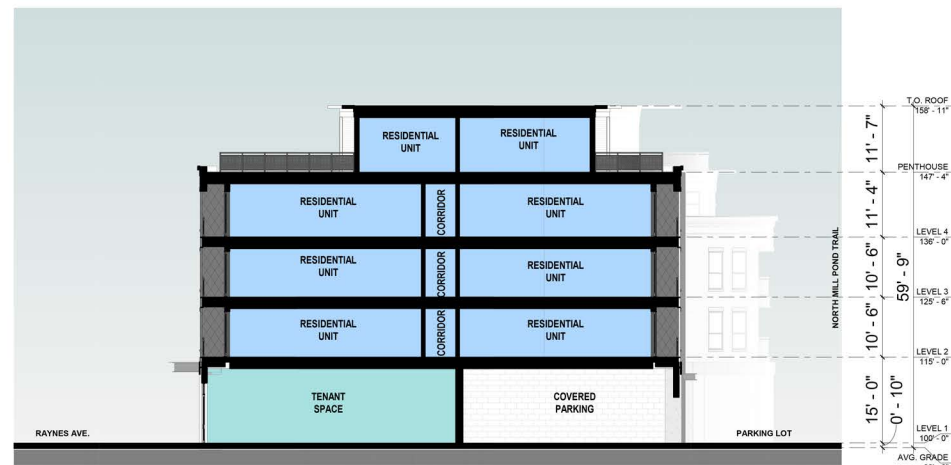 T.O. ROOF
158' - 11"
11' - 7"
RESIDENTIAL
UNIT
RESIDENTIAL
UNIT
PENTHOUSE
147' - 4"
11' - 4"
RESIDENTIAL
UNIT
CORRIDOR
RESIDENTIAL
UNIT
LEVEL 4
136' - 0"
10' - 6"
59' - 9"
RESIDENTIAL
UNIT
CORRIDOR
RESIDENTIAL
UNIT
NORTH MILL POND TRAIL
LEVEL 3
125' - 6"
10' - 6"
RESIDENTIAL
UNIT
CORRIDOR
RESIDENTIAL
UNIT
LEVEL 2
115' - 0"
15' - 0"
0' - 10"
TENANT
SPACE
COVERED
PARKING
RAYNES AVE.
PARKING LOT
LEVEL 1
100' - 0"
AVG. GRADE